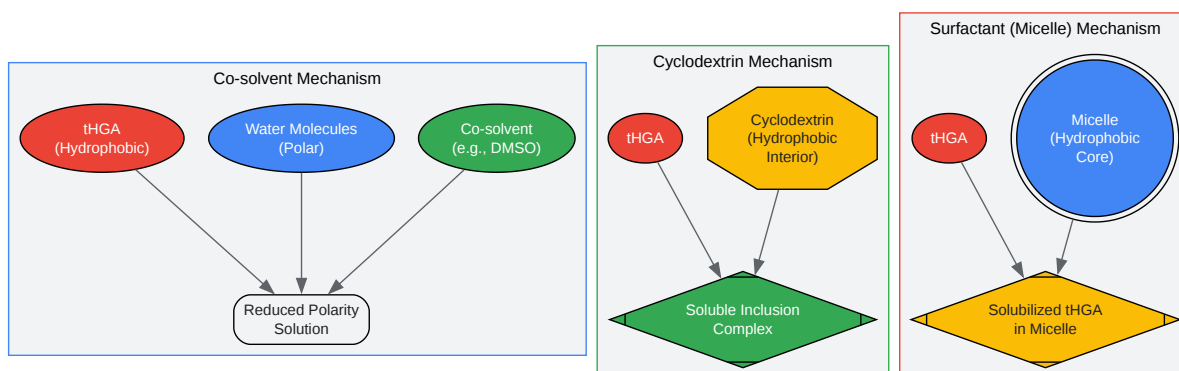 Co-solvent Mechanism
tHGA
(Hydrophobic)
Water Molecules
(Polar)
Co-solvent
(e.g., DMSO)
Reduced Polarity
Solution
Cyclodextrin Mechanism
tHGA
Cyclodextrin
(Hydrophobic
Interior)
Soluble Inclusion
Complex
Surfactant (Micelle) Mechanism
tHGA
Micelle
(Hydrophobic
Core)
Solubilized tHGA
in Micelle